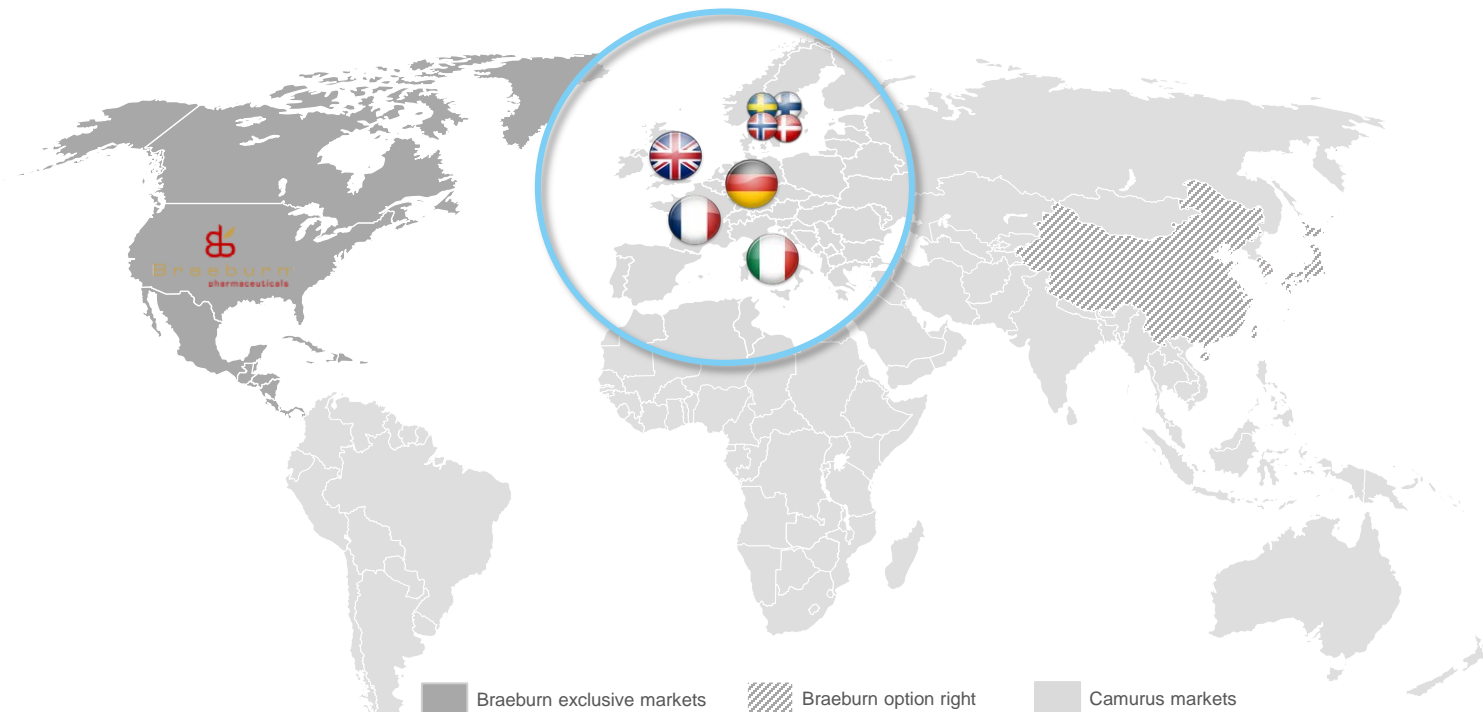 Braeburn
pharmaceuticals
Braeburn exclusive markets
Braeburn option right
Camurus markets